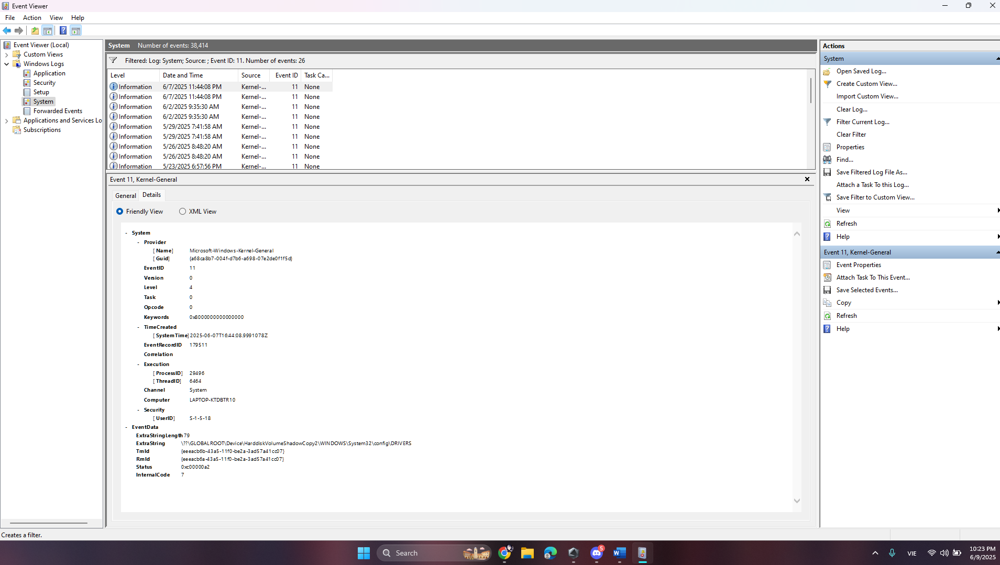 Event Viewer
File Action View Help
Event Viewer (Local)
Custom Views
Windows Logs
Application
Security
Setup
System
Forwarded Events
Applications and Services Lo
Subscriptions
System Number of events: 38,414
Filtered: Log: System; Source: ; Event ID: 11. Number of events: 26
Level Date and Time Source Event ID Task Ca...
Information 6/7/2025 11:44:08 PM Kernel-... 11 None
Information 6/7/2025 11:44:08 PM Kernel-... 11 None
Information 6/2/2025 9:35:30 AM Kernel-... 11 None
Information 6/2/2025 9:35:30 AM Kernel-... 11 None
Information 5/29/2025 7:41:58 AM Kernel-... 11 None
Information 5/29/2025 7:41:58 AM Kernel-... 11 None
Information 5/26/2025 8:48:20 AM Kernel-... 11 None
Information 5/26/2025 8:48:20 AM Kernel-... 11 None
Information 5/23/2025 6:57:56 PM Kernel-... 11 None
Event 11, Kernel-General
General Details
Friendly View XML View
- System
- Provider
[ Name] Microsoft-Windows-Kernel-General
[ Guid] {a68ca8b7-004f-d7b6-a698-07e2de0f1f5d}
EventID 11
Version 0
Level 4
Task 0
Opcode 0
Keywords 0x8000000000000000
- TimeCreated
[ SystemTime] 2025-06-07T16:44:08.9991078Z
EventRecordID 179511
Correlation
- Execution
[ ProcessID] 29496
[ ThreadID] 6464
Channel System
Computer LAPTOP-KTDBTR10
- Security
[ UserID] S-1-5-18
- EventData
ExtraStringLength 79
ExtraString \??\GLOBALROOT\Device\HarddiskVolumeShadowCopy2\WINDOWS\System32\config\DRIVERS
TmId {eeeacb6b-43a5-11f0-be2a-3ad57a41cc07}
RmId {eeeacb6a-43a5-11f0-be2a-3ad57a41cc07}
Status 0xc00000a2
InternalCode 7
Actions
System
Open Saved Log...
Create Custom View...
Import Custom View...
Clear Log...
Filter Current Log...
Clear Filter
Properties
Find...
Save Filtered Log File As...
Attach a Task To this Log...
Save Filter to Custom View...
View
Refresh
Help
Event 11, Kernel-General
Event Properties
Attach Task To This Event...
Save Selected Events...
Copy
Refresh
Help
Creates a filter.
Search
5
VIE
10:23 PM
6/9/2025